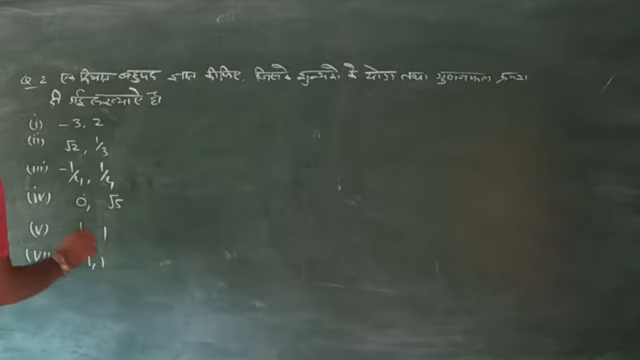 Q.2 एक द्विघात बहुपद ज्ञात कीजिए, जिसके शून्यकों के योग तथा गुणनफल क्रमशः
दी गई संख्याएँ हों
(i) -3, 2
(ii) √2, 1/3
(iii) -1/4, 1/4
(iv) 0, √5
(v) 1
(vi) 1, 1